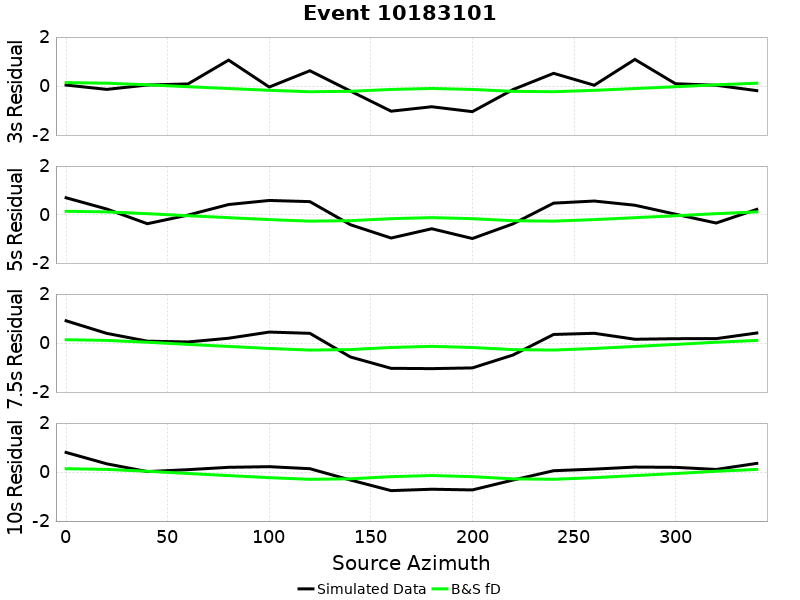 Event 10183101
3s Residual
2
0
-2
5s Residual
2
0
-2
7.5s Residual
2
0
-2
10s Residual
2
0
-2
0 50 100 150 200 250 300
Source Azimuth
Simulated Data B&S fD